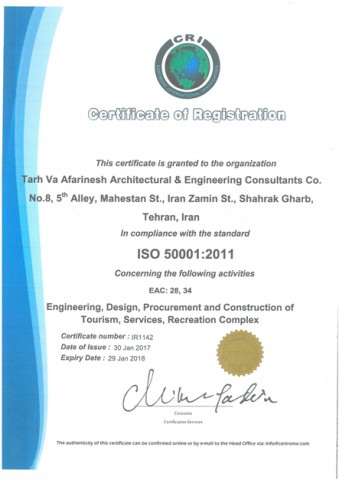 CRI
Certificate of Registration
This certificate is granted to the organization
Tarh Va Afarinesh Architectural & Engineering Consultants Co.
No.8, 5th Alley, Mahestan St., Iran Zamin St., Shahrak Gharb,
Tehran, Iran
In compliance with the standard
ISO 50001:2011
Concerning the following activities
EAC: 28, 34
Engineering, Design, Procurement and Construction of
Tourism, Services, Recreation Complex
Certificate number : IR1142
Date of Issue : 30 Jan 2017
Expiry Date : 29 Jan 2018
Certification Services
The authenticity of this certificate can be confirmed online or by e-mail to the Head Office via: